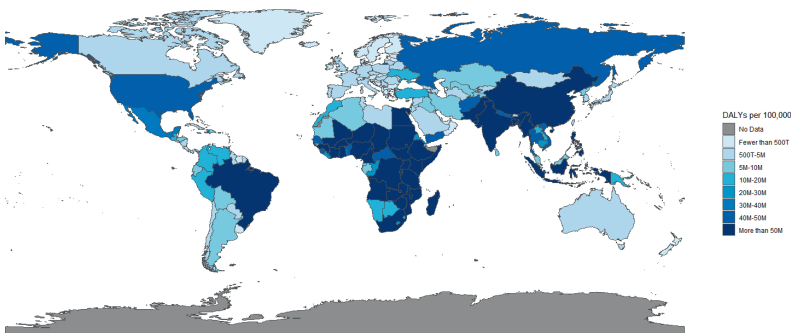 DALYs per 100,000
No Data
Fewer than 500T
500T-5M
5M-10M
10M-20M
20M-30M
30M-40M
40M-50M
More than 50M